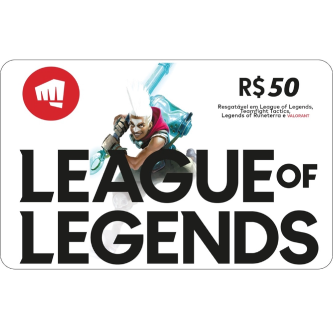 R$ 50
Resgatável em League of Legends,
Teamfight Tactics,
Legends of Runeterra e VALORANT
LEAGUE OF
LEGENDS